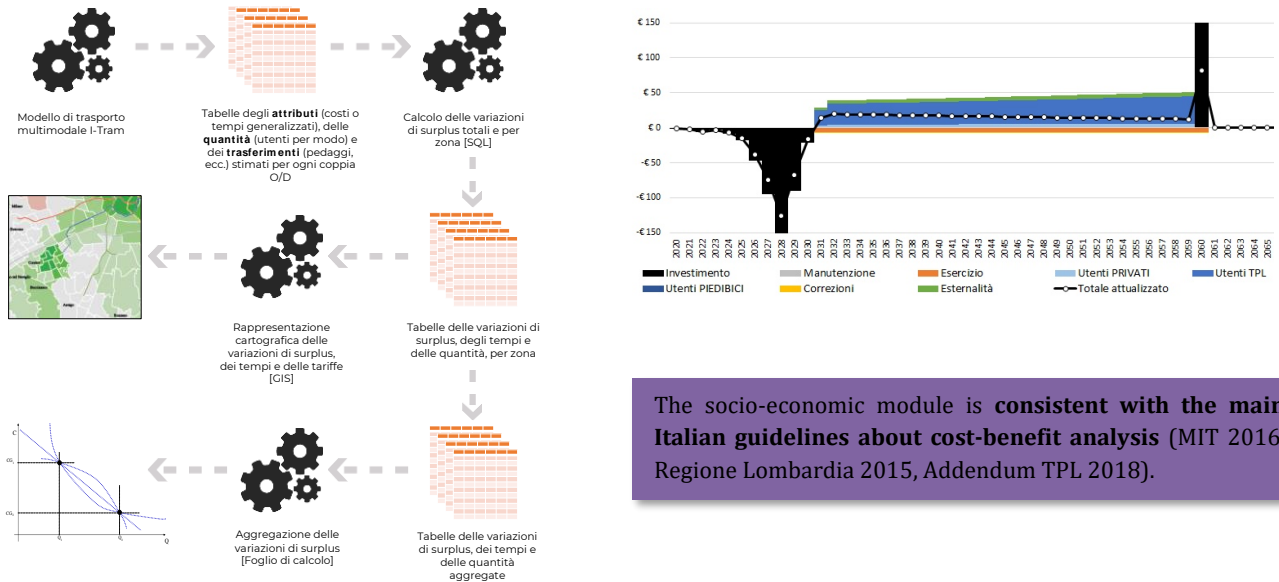 Modello di trasporto
multimodale I-Tram
Tabelle degli attributi (costi o
tempi generalizzati), delle
quantità (utenti per modo) e
dei trasferimenti (pedaggi,
ecc.) stimati per ogni coppia
O/D
Calcolo delle variazioni
di surplus totali e per
zona [SQL]
Rappresentazione
cartografica delle
variazioni di surplus,
dei tempi e delle tariffe
[GIS]
Tabelle delle variazioni di
surplus, degli tempi e
delle quantità, per zona
C
Q
Aggregazione delle
variazioni di surplus
[Foglio di calcolo]
Tabelle delle variazioni
di surplus, dei tempi e
delle quantità
aggregate
€ 150
€ 100
€ 50
€ 0
-€ 50
-€ 100
-€ 150
2020 2021 2022 2023 2024 2025 2026 2027 2028 2029 2030 2031 2032 2033 2034 2035 2036 2037 2038 2039 2040 2041 2042 2043 2044 2045 2046 2047 2048 2049 2050 2051 2052 2053 2054 2055 2056 2057 2058 2059 2060 2061 2062 2063 2064 2065
Investimento Manutenzione Esercizio Utenti PRIVATI Utenti TPL
Utenti PIEDIBICI Correzioni Esternalità Totale attualizzato
The socio-economic module is consistent with the main
Italian guidelines about cost-benefit analysis (MIT 2016
Regione Lombardia 2015, Addendum TPL 2018).